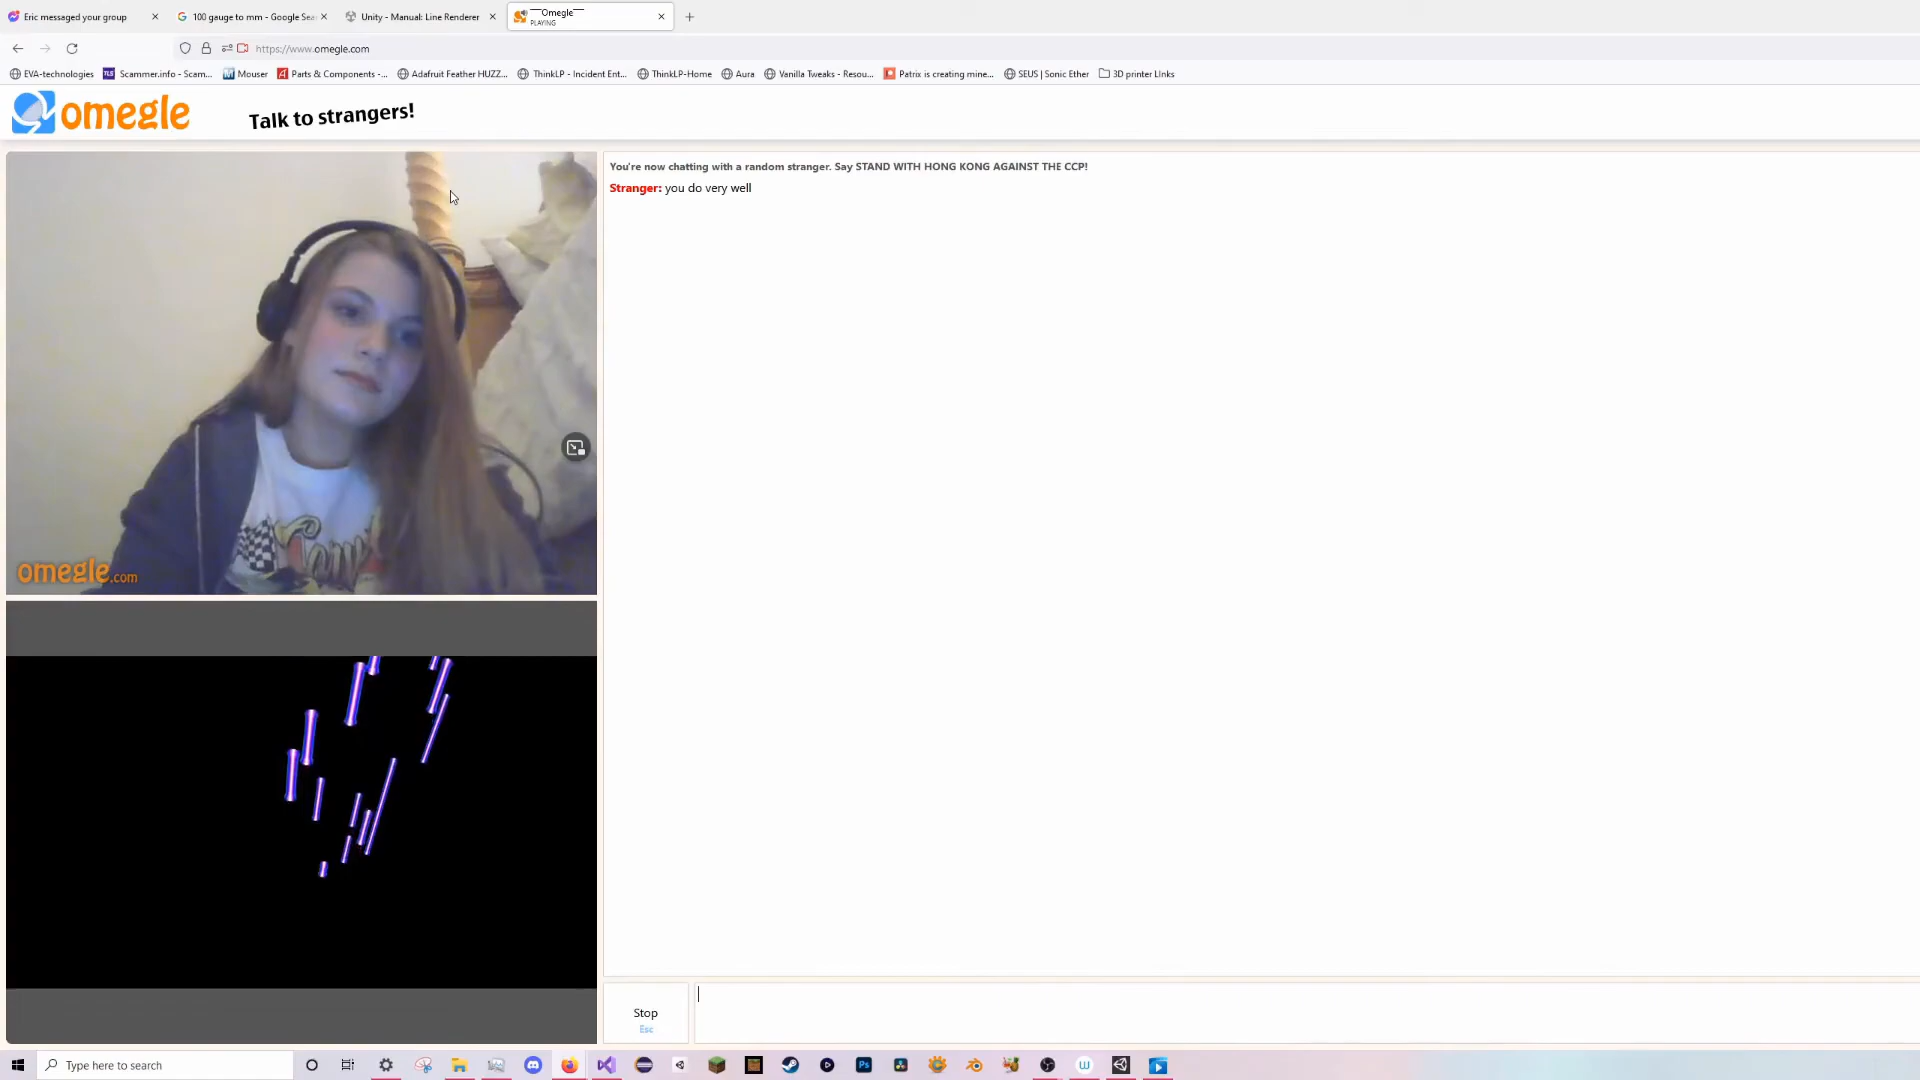 Eric messaged your group
100 gauge to mm - Google Sea
Unity - Manual: Line Renderer
Omegle
PLAYING
https://www.omegle.com
EVA-technologies
Scammer.info - Scam...
Mouser
Parts & Components -...
Adafruit Feather HUZZ...
ThinkLP - Incident Ent...
ThinkLP-Home
Aura
Vanilla Tweaks - Resou...
Patrix is creating mine...
SEUS | Sonic Ether
3D printer LInks
omegle
Talk to strangers!
You're now chatting with a random stranger. Say STAND WITH HONG KONG AGAINST THE CCP!
Stranger: you do very well
omegle.com
Stop
Esc
Type here to search